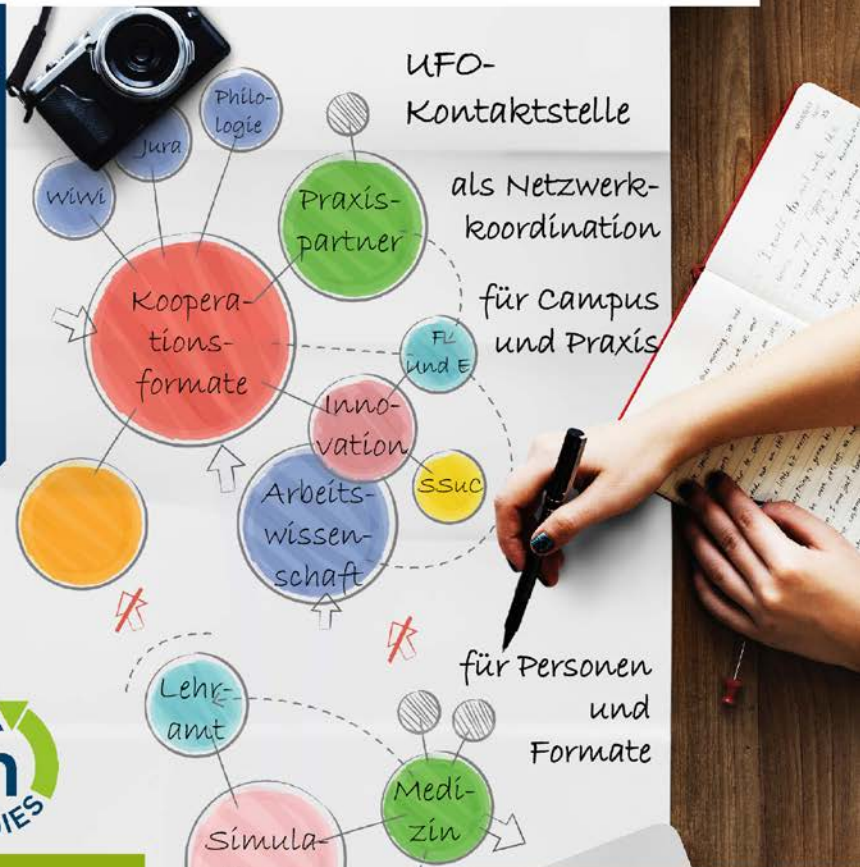 UFO-
Kontaktstelle
als Netzwerk-
koordination
für Campus
und Praxis
für Personen
und
Formate
Philo-
logie
Jura
WiWi
Praxis-
partner
Koopera-
tions-
formate
F
und E
Inno-
vation
SSuC
Arbeits-
wissen-
schaft
Lehr-
amt
Medi-
zin
Simula-